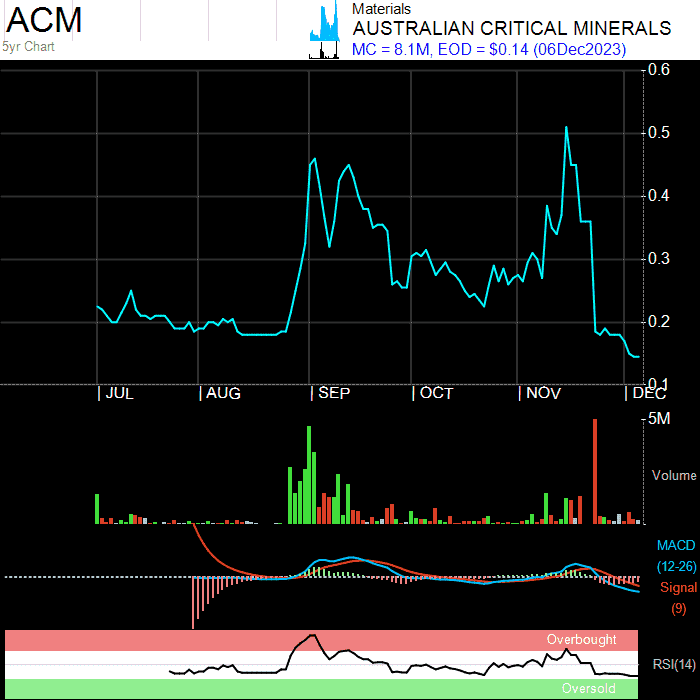 ACM
5yr Chart
Materials
AUSTRALIAN CRITICAL MINERALS
MC = 8.1M, EOD = $0.14 (06Dec2023)
0.6
0.5
0.4
0.3
0.2
0.1
| JUL | AUG | SEP | OCT | NOV | DEC
5M
Volume
MACD
(12-26)
Signal
(9)
Overbought
RSI(14)
Oversold